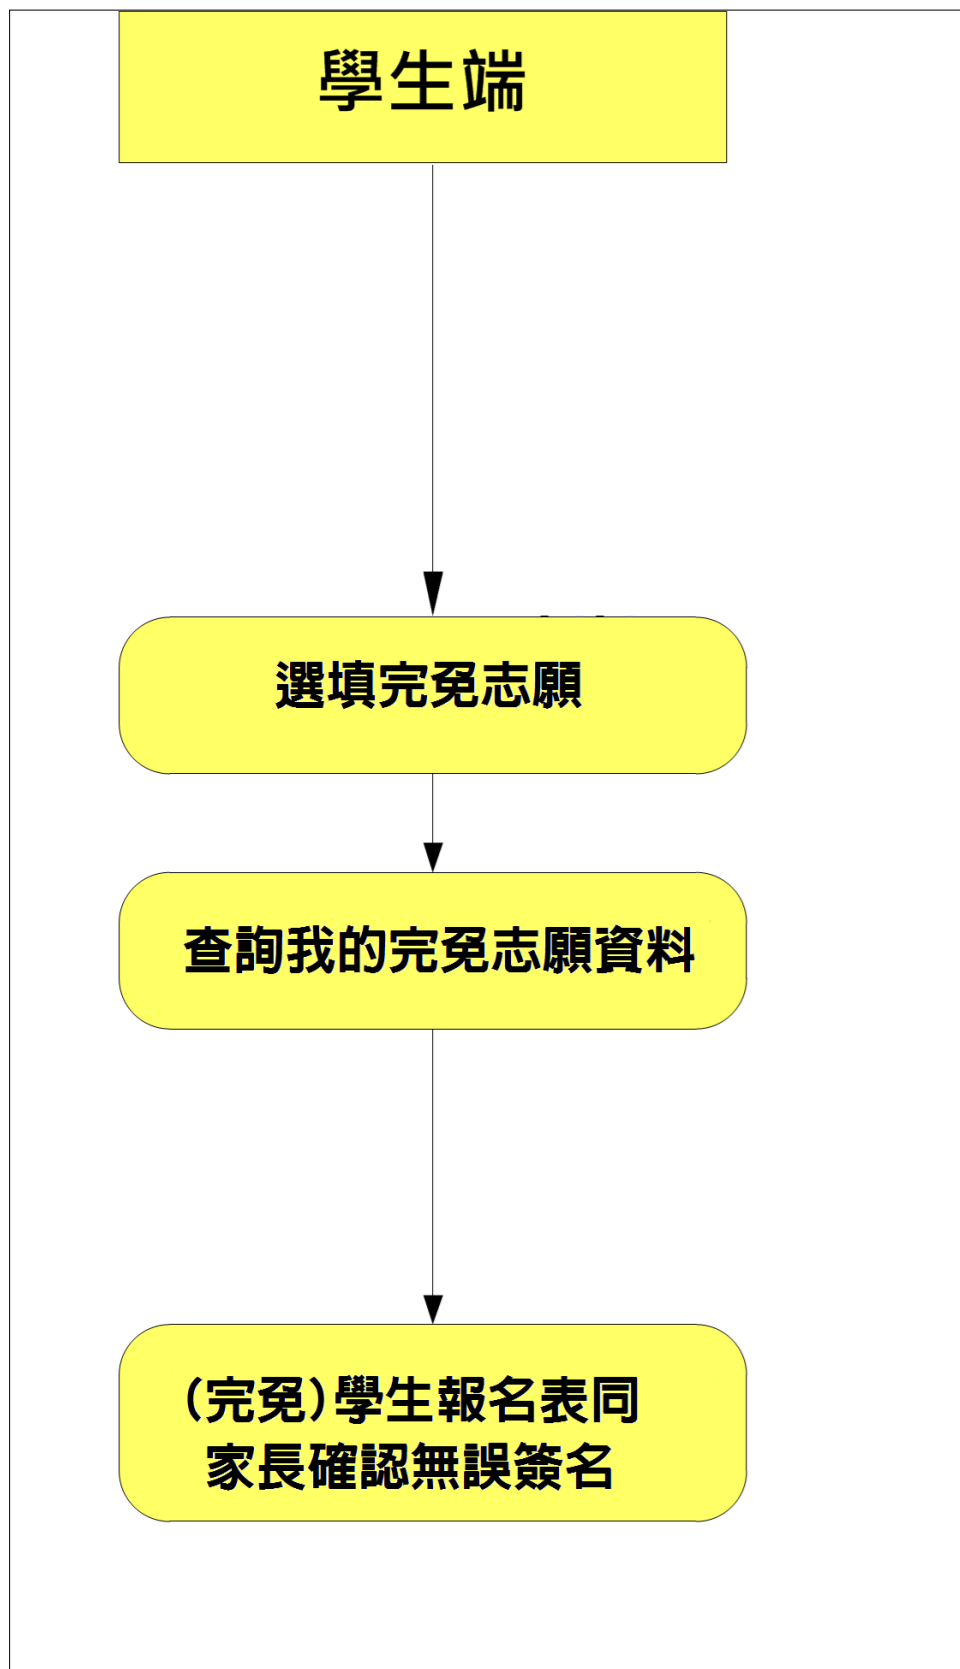 學生端
選填完免志願
查詢我的完免志願資料
(完免)學生報名表同
家長確認無誤簽名